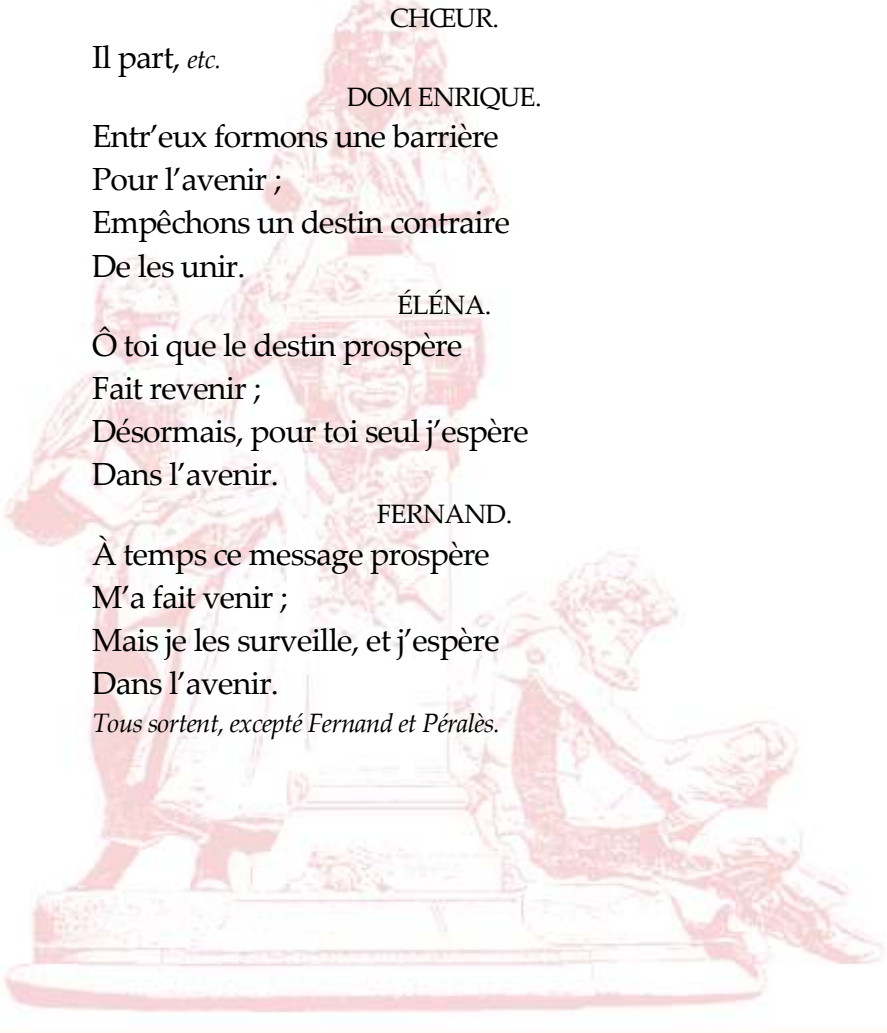 CHŒUR.
Il part, etc.
DOM ENRIQUE.
Entr’eux formons une barrière
Pour l’avenir ;
Empêchons un destin contraire
De les unir.
ÉLÉNA.
Ô toi que le destin prospère
Fait revenir ;
Désormais, pour toi seul j’espère
Dans l’avenir.
FERNAND.
À temps ce message prospère
M’a fait venir ;
Mais je les surveille, et j’espère
Dans l’avenir.
Tous sortent, excepté Fernand et Péralès.